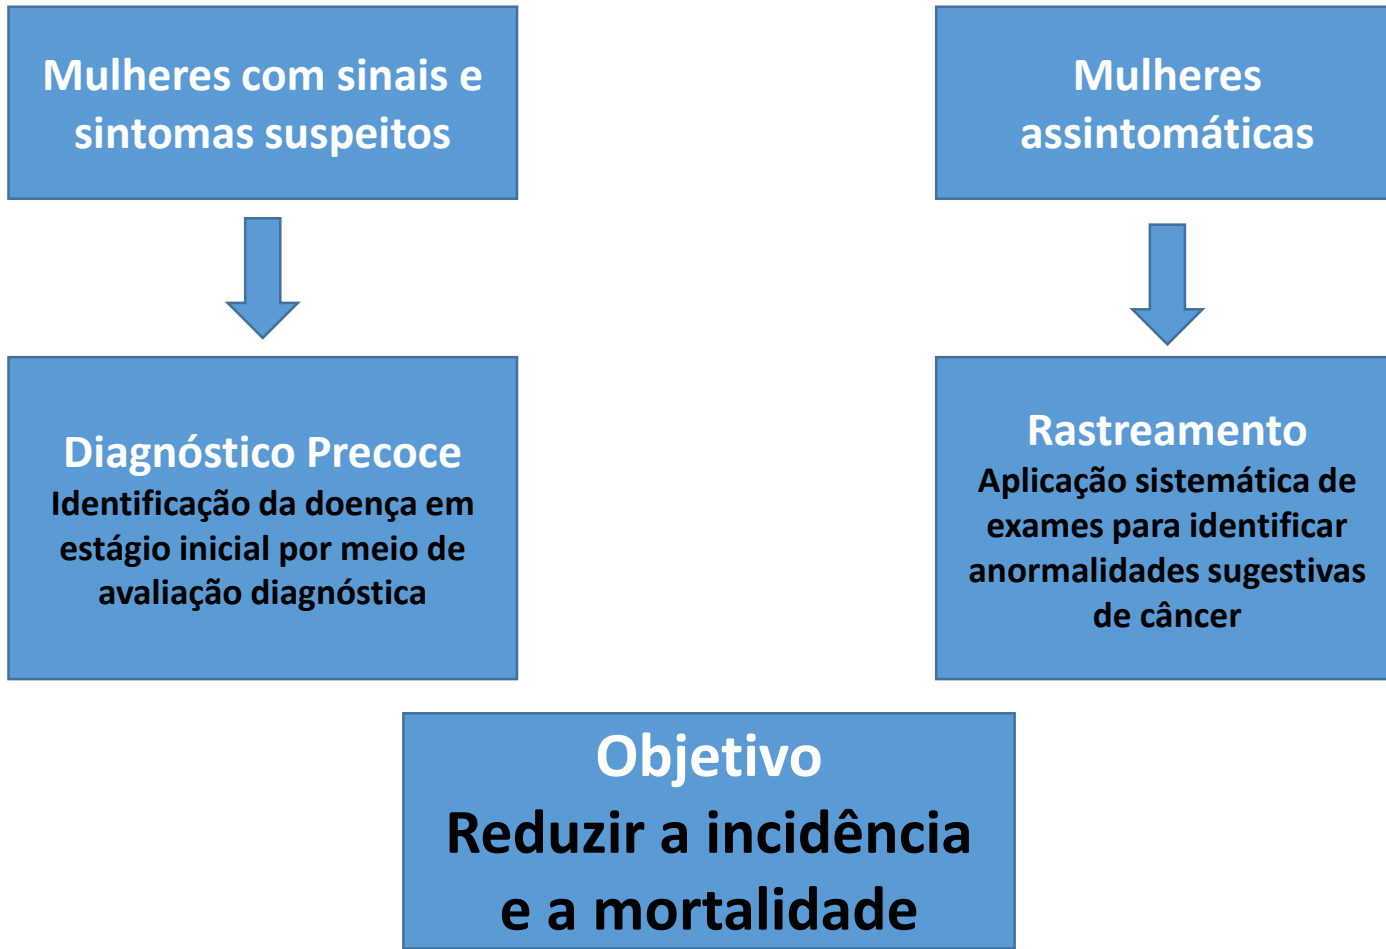 Mulheres com sinais e
sintomas suspeitos
Diagnóstico Precoce
Identificação da doença em
estágio inicial por meio de
avaliação diagnóstica
Mulheres
assintomáticas
Rastreamento
Aplicação sistemática de
exames para identificar
anormalidades sugestivas
de câncer
Objetivo
Reduzir a incidência
e a mortalidade